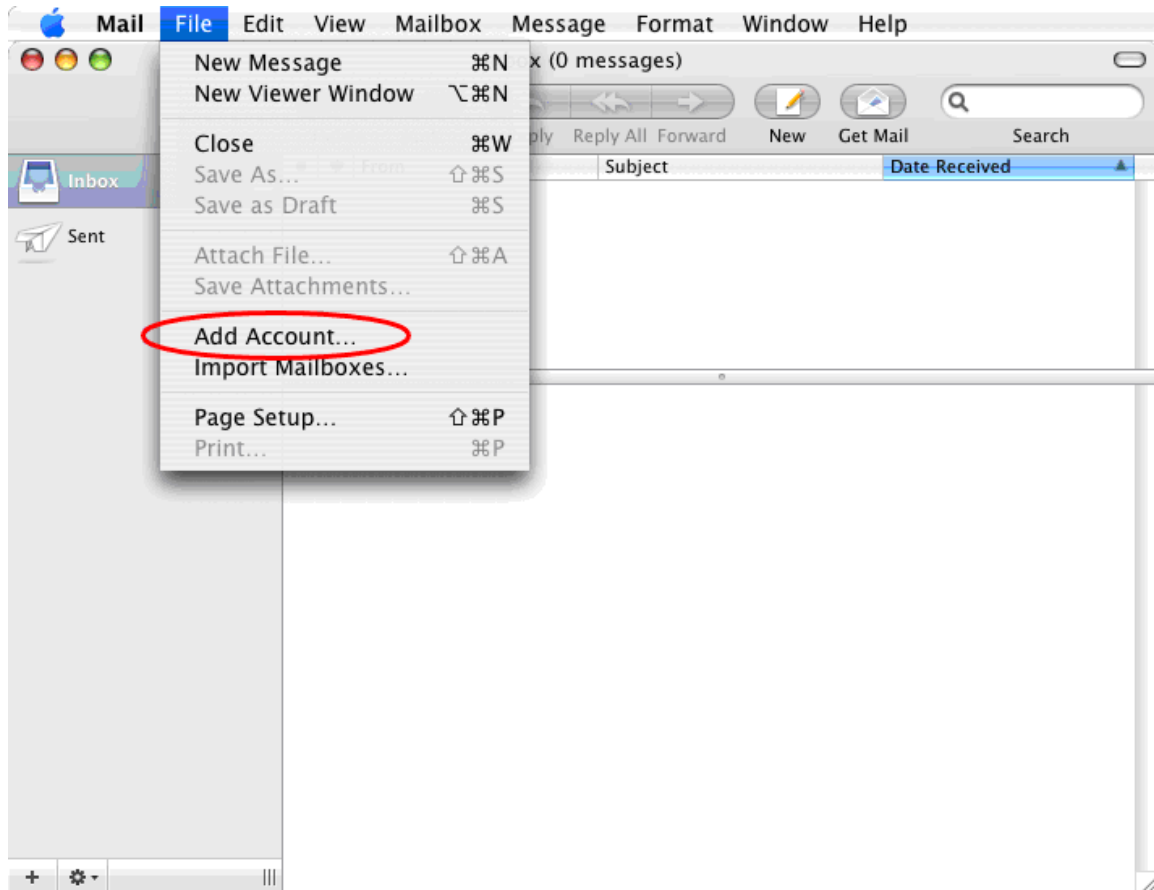 Mail File Edit View Mailbox Message Format Window Help
x (0 messages)
New Message ⌘N
New Viewer Window ⌥⌘N
Close ⌘W
Save As... ⇧⌘S
Save as Draft ⌘S
Attach File... ⇧⌘A
Save Attachments...
Add Account...
Import Mailboxes...
Page Setup... ⇧⌘P
Print... ⌘P
ply Reply All Forward New Get Mail Search
From Subject Date Received
Inbox
Sent